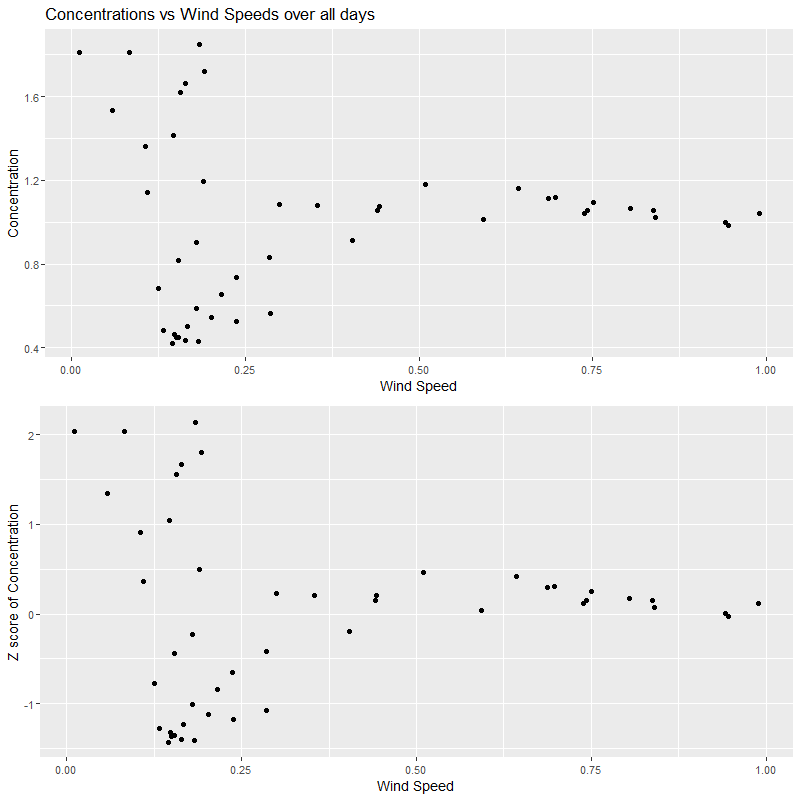 Concentrations vs Wind Speeds over all days
1.6
1.2
0.8
0.4
Concentration
0.00 0.25 0.50 0.75 1.00
Wind Speed
2
1
0
-1
Z score of Concentration
0.00 0.25 0.50 0.75 1.00
Wind Speed